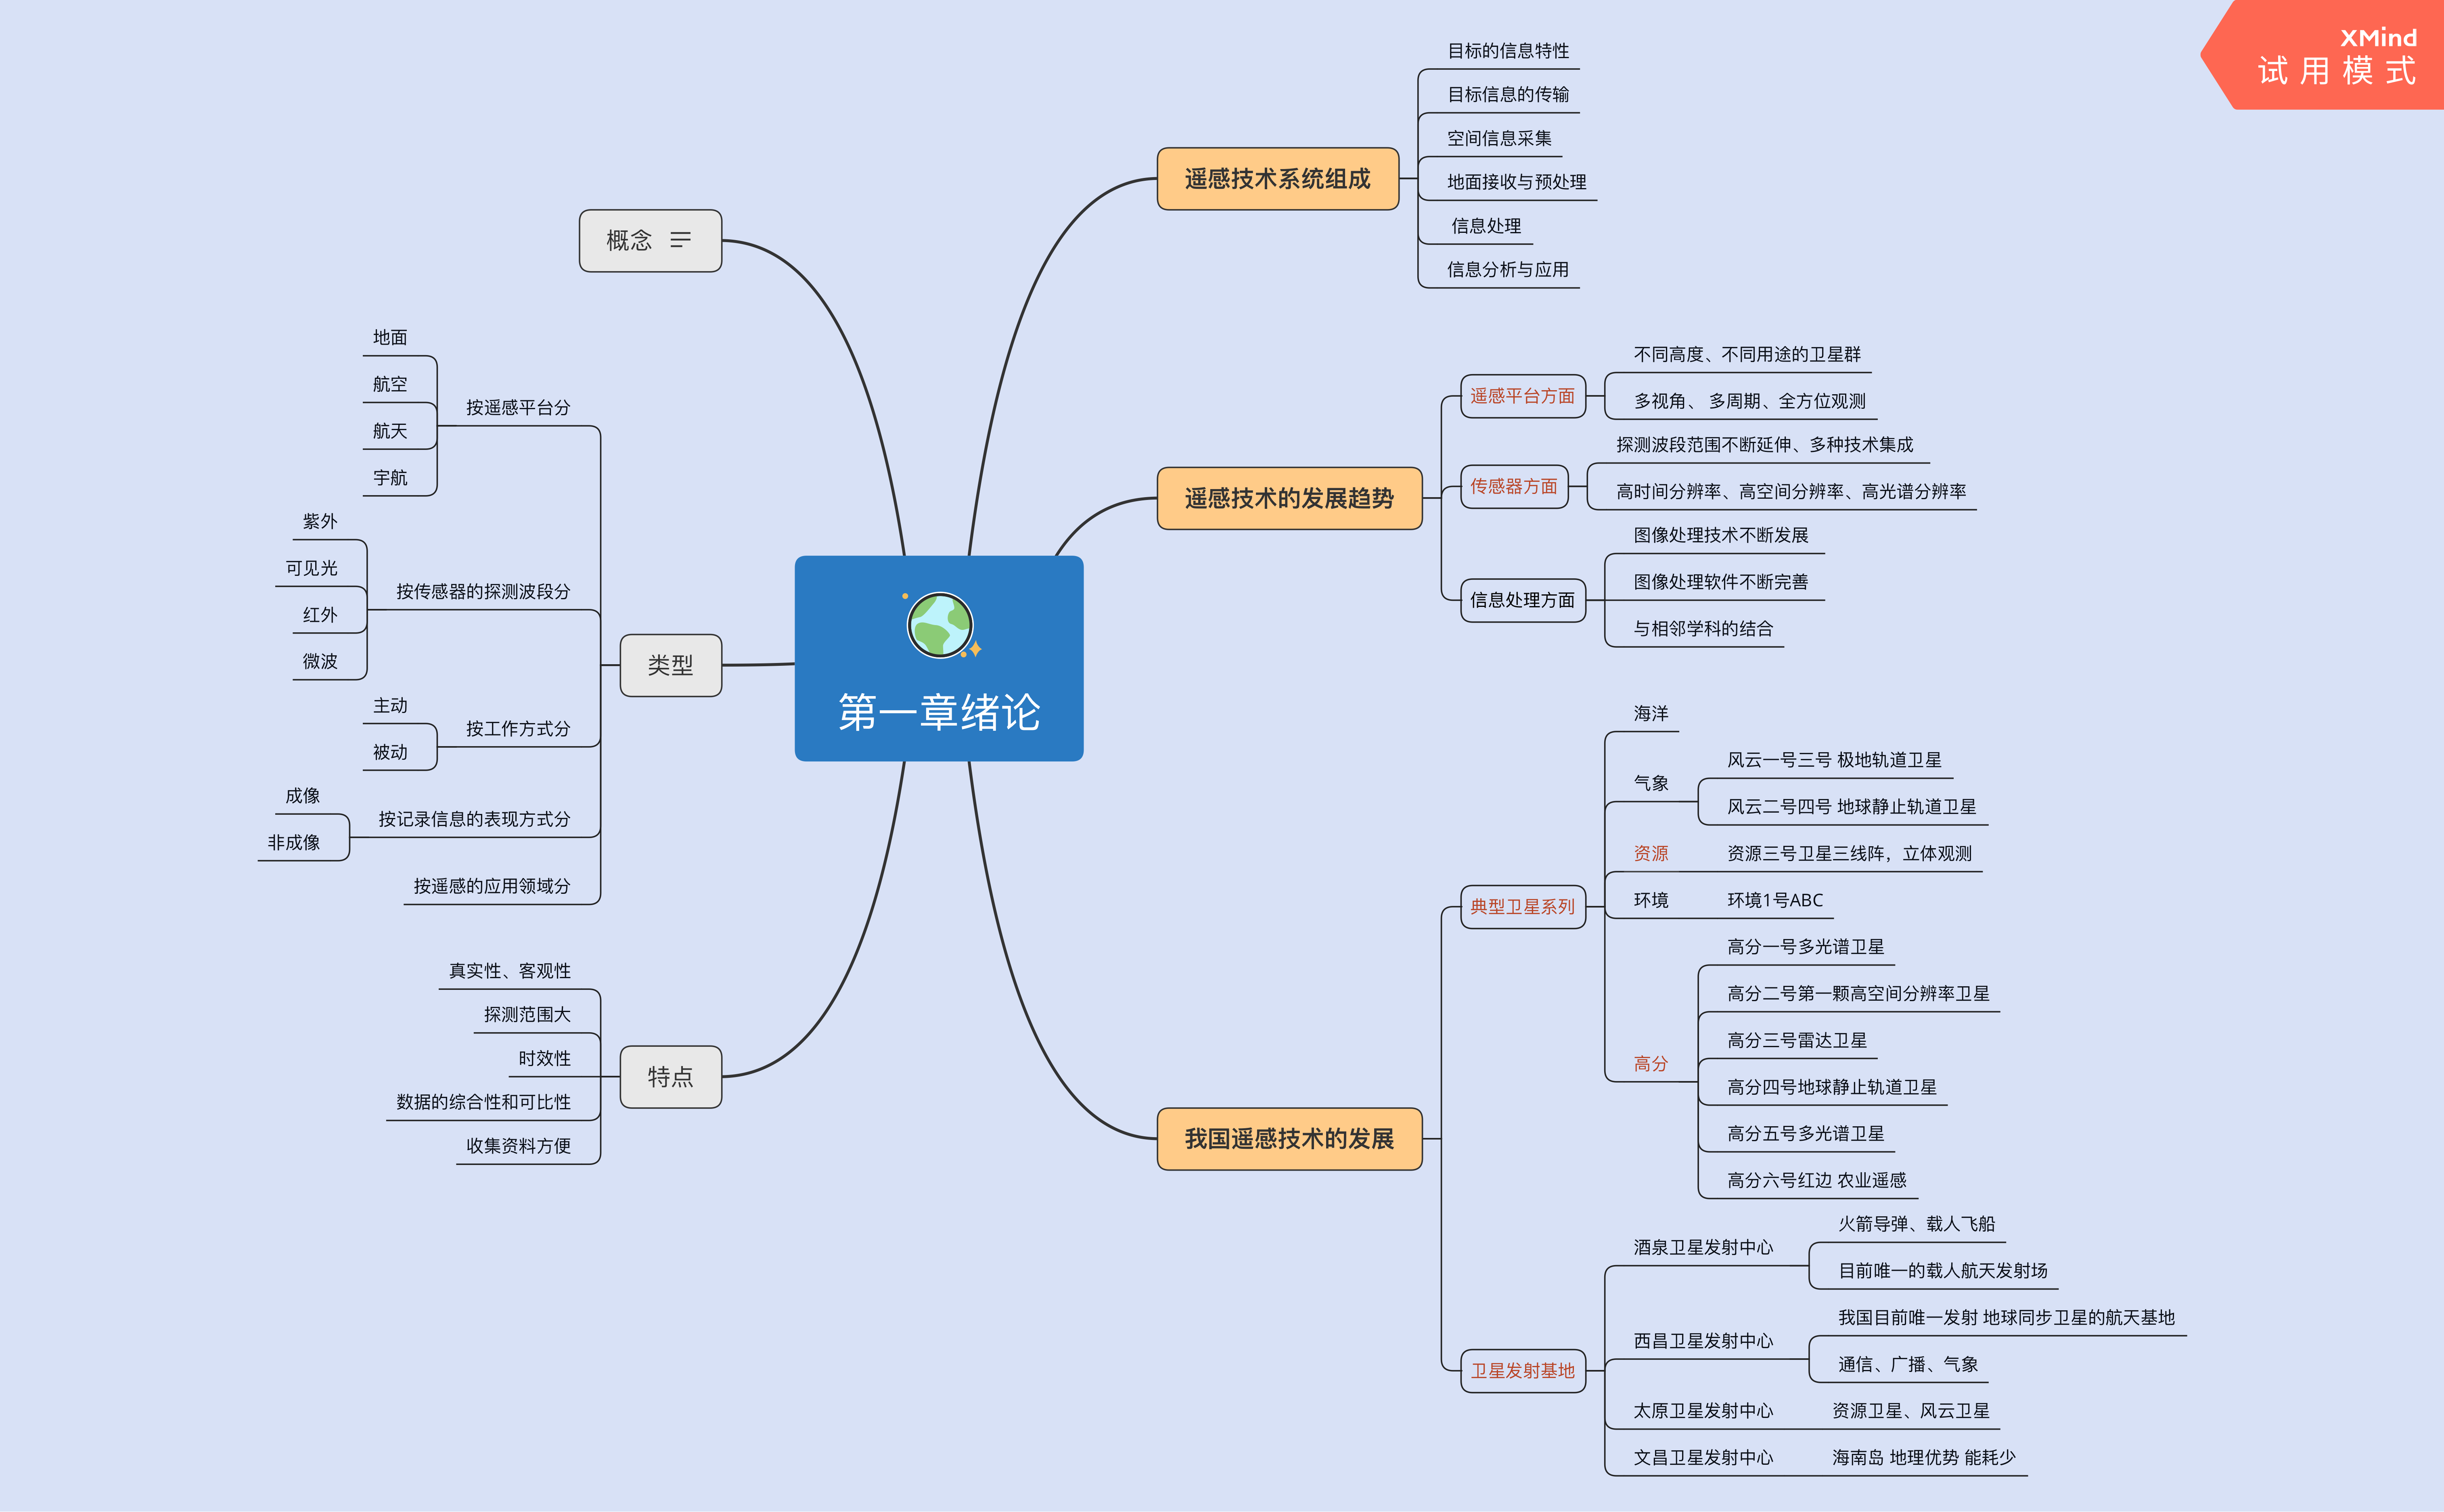 XMind
试用模式
第一章绪论
遥感技术系统组成
目标的信息特性
目标信息的传输
空间信息采集
地面接收与预处理
信息处理
信息分析与应用
遥感技术的发展趋势
遥感平台方面
不同高度、不同用途的卫星群
多视角、 多周期、全方位观测
传感器方面
探测波段范围不断延伸、多种技术集成
高时间分辨率、高空间分辨率、高光谱分辨率
信息处理方面
图像处理技术不断发展
图像处理软件不断完善
与相邻学科的结合
我国遥感技术的发展
典型卫星系列
海洋
气象
风云一号三号 极地轨道卫星
风云二号四号 地球静止轨道卫星
资源
资源三号卫星三线阵，立体观测
环境
环境1号ABC
高分
高分一号多光谱卫星
高分二号第一颗高空间分辨率卫星
高分三号雷达卫星
高分四号地球静止轨道卫星
高分五号多光谱卫星
高分六号红边 农业遥感
卫星发射基地
酒泉卫星发射中心
火箭导弹、载人飞船
目前唯一的载人航天发射场
西昌卫星发射中心
我国目前唯一发射 地球同步卫星的航天基地
通信、广播、气象
太原卫星发射中心
资源卫星、风云卫星
文昌卫星发射中心
海南岛 地理优势 能耗少
概念
类型
按遥感平台分
地面
航空
航天
宇航
按传感器的探测波段分
紫外
可见光
红外
微波
按工作方式分
主动
被动
按记录信息的表现方式分
成像
非成像
按遥感的应用领域分
特点
真实性、客观性
探测范围大
时效性
数据的综合性和可比性
收集资料方便